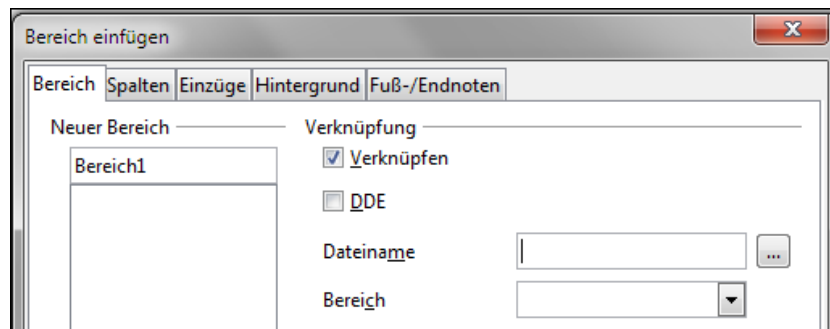 Bereich einfügen
Bereich Spalten Einzüge Hintergrund Fuß-/Endnoten
Neuer Bereich Verknüpfung
Bereich1 Verknüpfen
DDE
Dateiname ...
Bereich